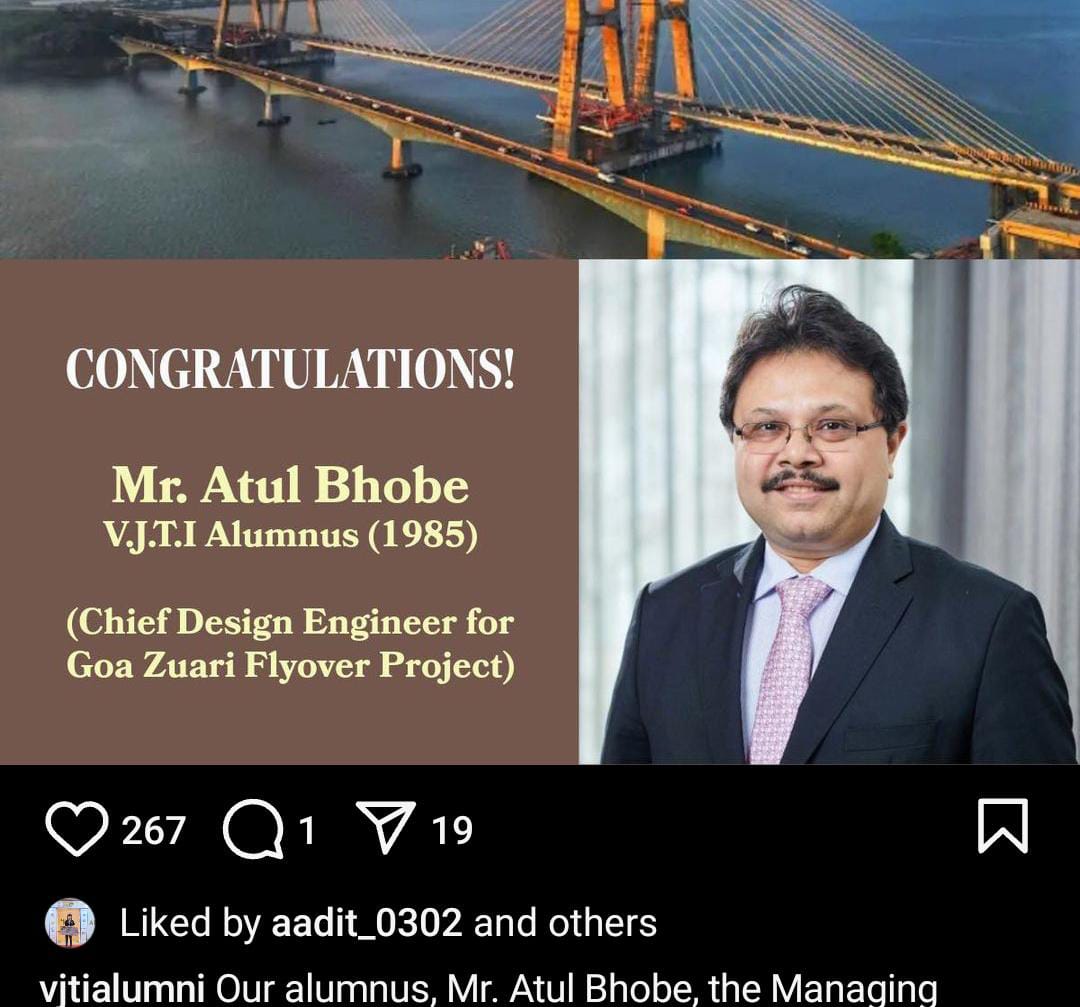 CONGRATULATIONS!
Mr. Atul Bhobe
V.J.T.I Alumnus (1985)
(Chief Design Engineer for
Goa Zuari Flyover Project)
267 1 19
Liked by aadit_0302 and others
vjtialumni Our alumnus, Mr. Atul Bhobe, the Managing